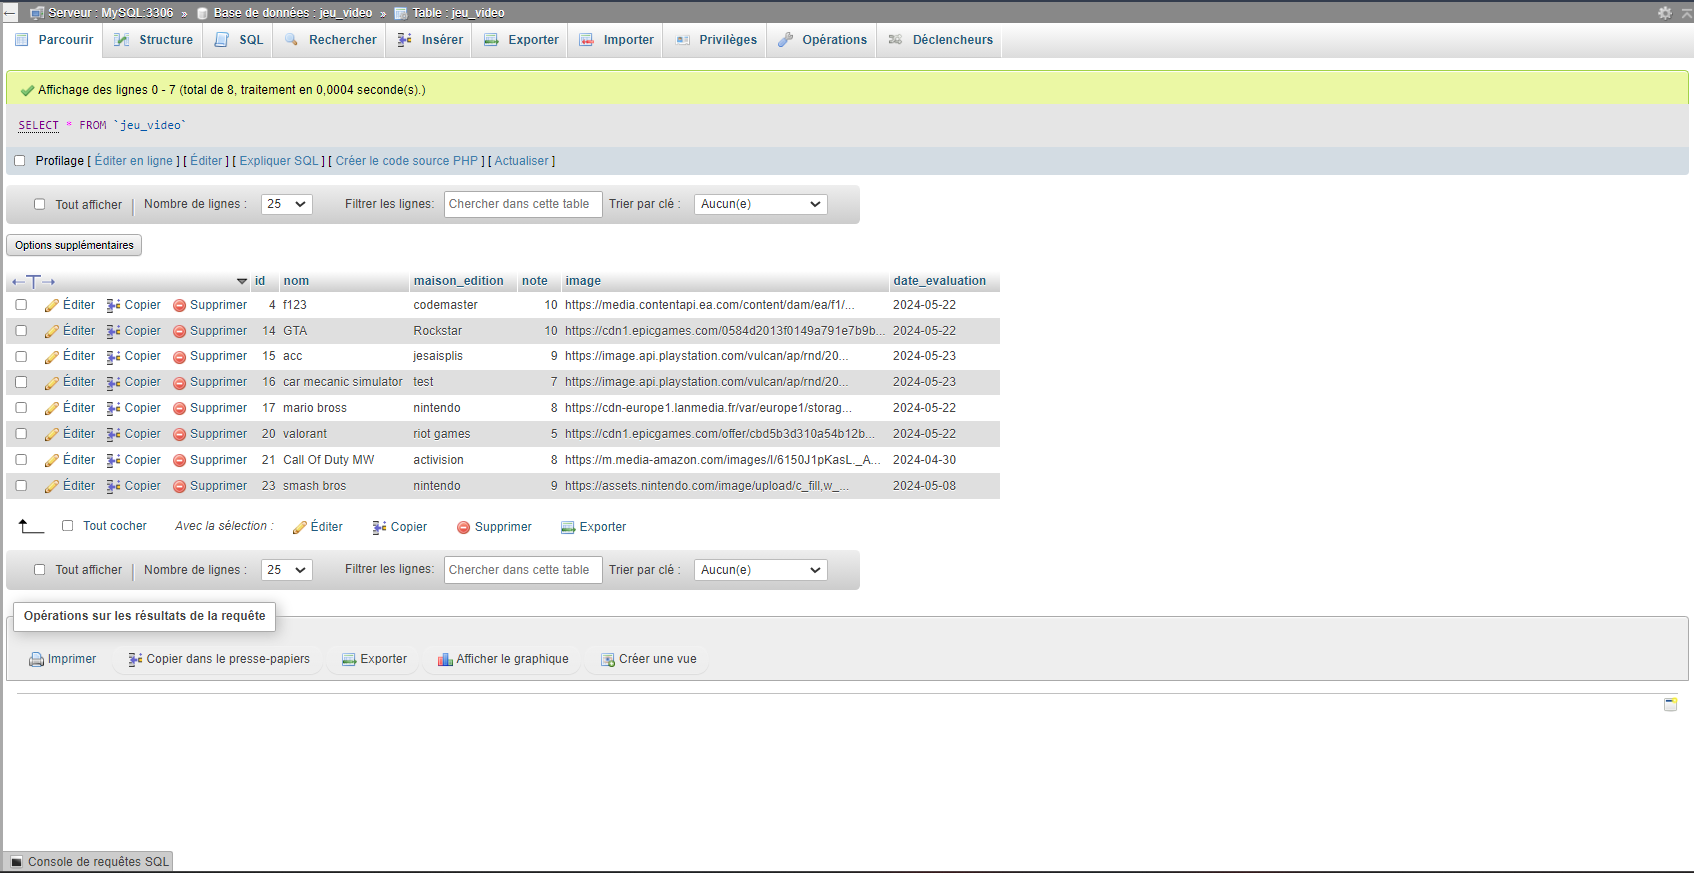 Serveur : MySQL:3306 » Base de données : jeu_video » Table : jeu_video
Parcourir Structure SQL Rechercher Insérer Exporter Importer Privilèges Opérations Déclencheurs
Affichage des lignes 0 - 7 (total de 8, traitement en 0,0004 seconde(s).)
SELECT * FROM `jeu_video`
Profilage [ Éditer en ligne ] [ Éditer ] [ Expliquer SQL ] [ Créer le code source PHP ] [ Actualiser ]
Tout afficher Nombre de lignes : 25 Filtrer les lignes: Chercher dans cette table Trier par clé : Aucun(e)
Options supplémentaires
←T→ id nom maison_edition note image date_evaluation
Éditer Copier Supprimer 4 f123 codemaster 10 https://media.contentapi.ea.com/content/dam/ea/f1/... 2024-05-22
Éditer Copier Supprimer 14 GTA Rockstar 10 https://cdn1.epicgames.com/0584d2013f0149a791e7b9b... 2024-05-22
Éditer Copier Supprimer 15 acc jesaisplis 9 https://image.api.playstation.com/vulcan/ap/rnd/20... 2024-05-23
Éditer Copier Supprimer 16 car mecanic simulator test 7 https://image.api.playstation.com/vulcan/ap/rnd/20... 2024-05-23
Éditer Copier Supprimer 17 mario bross nintendo 8 https://cdn-europe1.lanmedia.fr/var/europe1/storag... 2024-05-22
Éditer Copier Supprimer 20 valorant riot games 5 https://cdn1.epicgames.com/offer/cbd5b3d310a54b12b... 2024-05-22
Éditer Copier Supprimer 21 Call Of Duty MW activision 8 https://m.media-amazon.com/images/I/6150J1pKasL._A... 2024-04-30
Éditer Copier Supprimer 23 smash bros nintendo 9 https://assets.nintendo.com/image/upload/c_fill,w_... 2024-05-08
Tout cocher Avec la sélection : Éditer Copier Supprimer Exporter
Tout afficher Nombre de lignes : 25 Filtrer les lignes: Chercher dans cette table Trier par clé : Aucun(e)
Opérations sur les résultats de la requête
Imprimer Copier dans le presse-papiers Exporter Afficher le graphique Créer une vue
Console de requêtes SQL